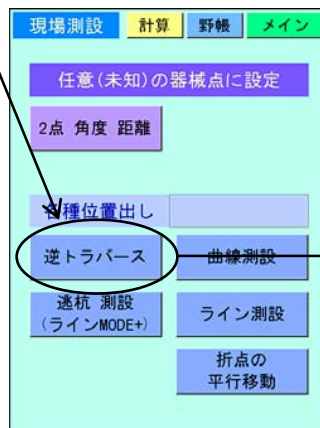 現場測設 計算 野帳 メイン
任意(未知)の器械点に設定
2点 角度 距離
各種位置出し
逆トラバース 曲線測設
逃杭 測設
(ラインMODE+)
ライン測設
折点の
平行移動